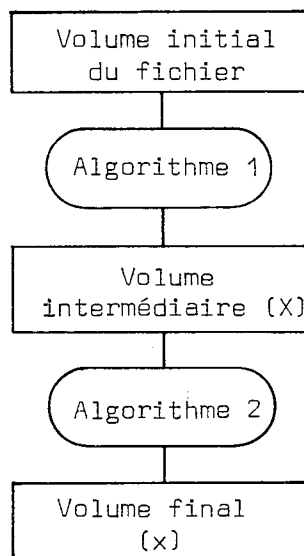 Volume initial
du fichier
Algorithme 1
Volume
intermédiaire (X)
Algorithme 2
Volume final
(x)